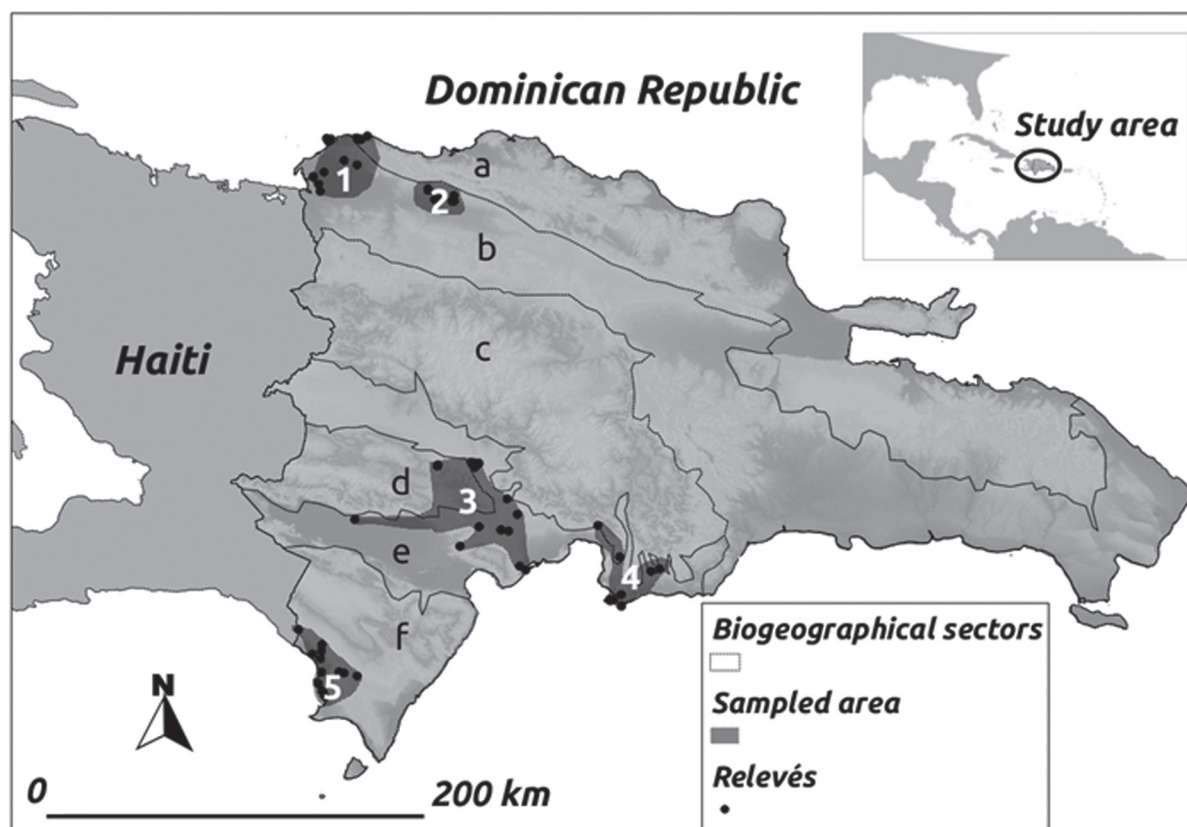 Dominican Republic
Study area
a
1
2
b
Haiti
c
d
3
e
4
f
5
N
0
200 km
Biogeographical sectors
Sampled area
Relevés